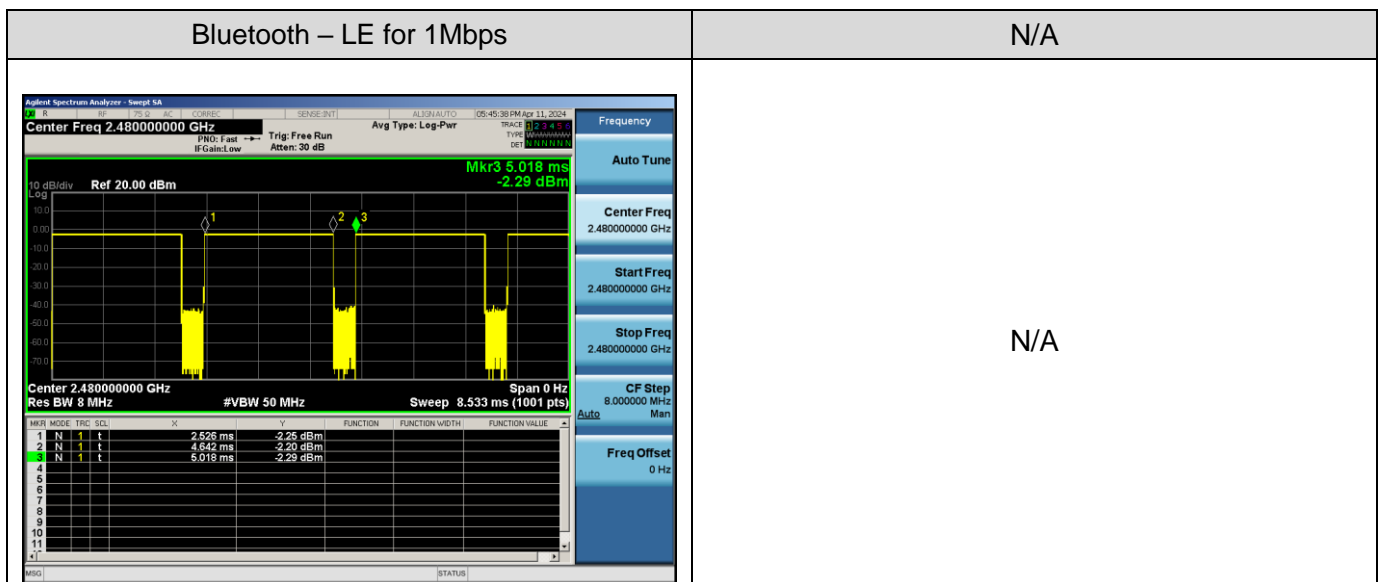 Bluetooth – LE for 1Mbps
N/A
Agilent Spectrum Analyzer - Swept SA
R RF 75 Ω AC CORREC SENSE:INT ALIGN AUTO 05:45:38 PM Apr 11, 2024
Center Freq 2.480000000 GHz
PNO: Fast
IFGain:Low
Trig: Free Run
Atten: 30 dB
Avg Type: Log-Pwr
TRACE 1 2 3 4 5 6
TYPE
DET N N N N N N
Frequency
Mkr3 5.018 ms
-2.29 dBm
10 dB/div Ref 20.00 dBm
Log
10.0
0.00
-10.0
-20.0
-30.0
-40.0
-50.0
-60.0
-70.0
1
2
3
Center 2.480000000 GHz Span 0 Hz
Res BW 8 MHz #VBW 50 MHz Sweep 8.533 ms (1001 pts)
MKR MODE TRC SCL X Y FUNCTION FUNCTION WIDTH FUNCTION VALUE
1 N 1 t 2.526 ms -2.25 dBm
2 N 1 t 4.642 ms -2.20 dBm
3 N 1 t 5.018 ms -2.29 dBm
4
5
6
7
8
9
10
11
MSG STATUS
Auto Tune
Center Freq
2.480000000 GHz
Start Freq
2.480000000 GHz
Stop Freq
2.480000000 GHz
CF Step
8.000000 MHz
Auto Man
Freq Offset
0 Hz
N/A